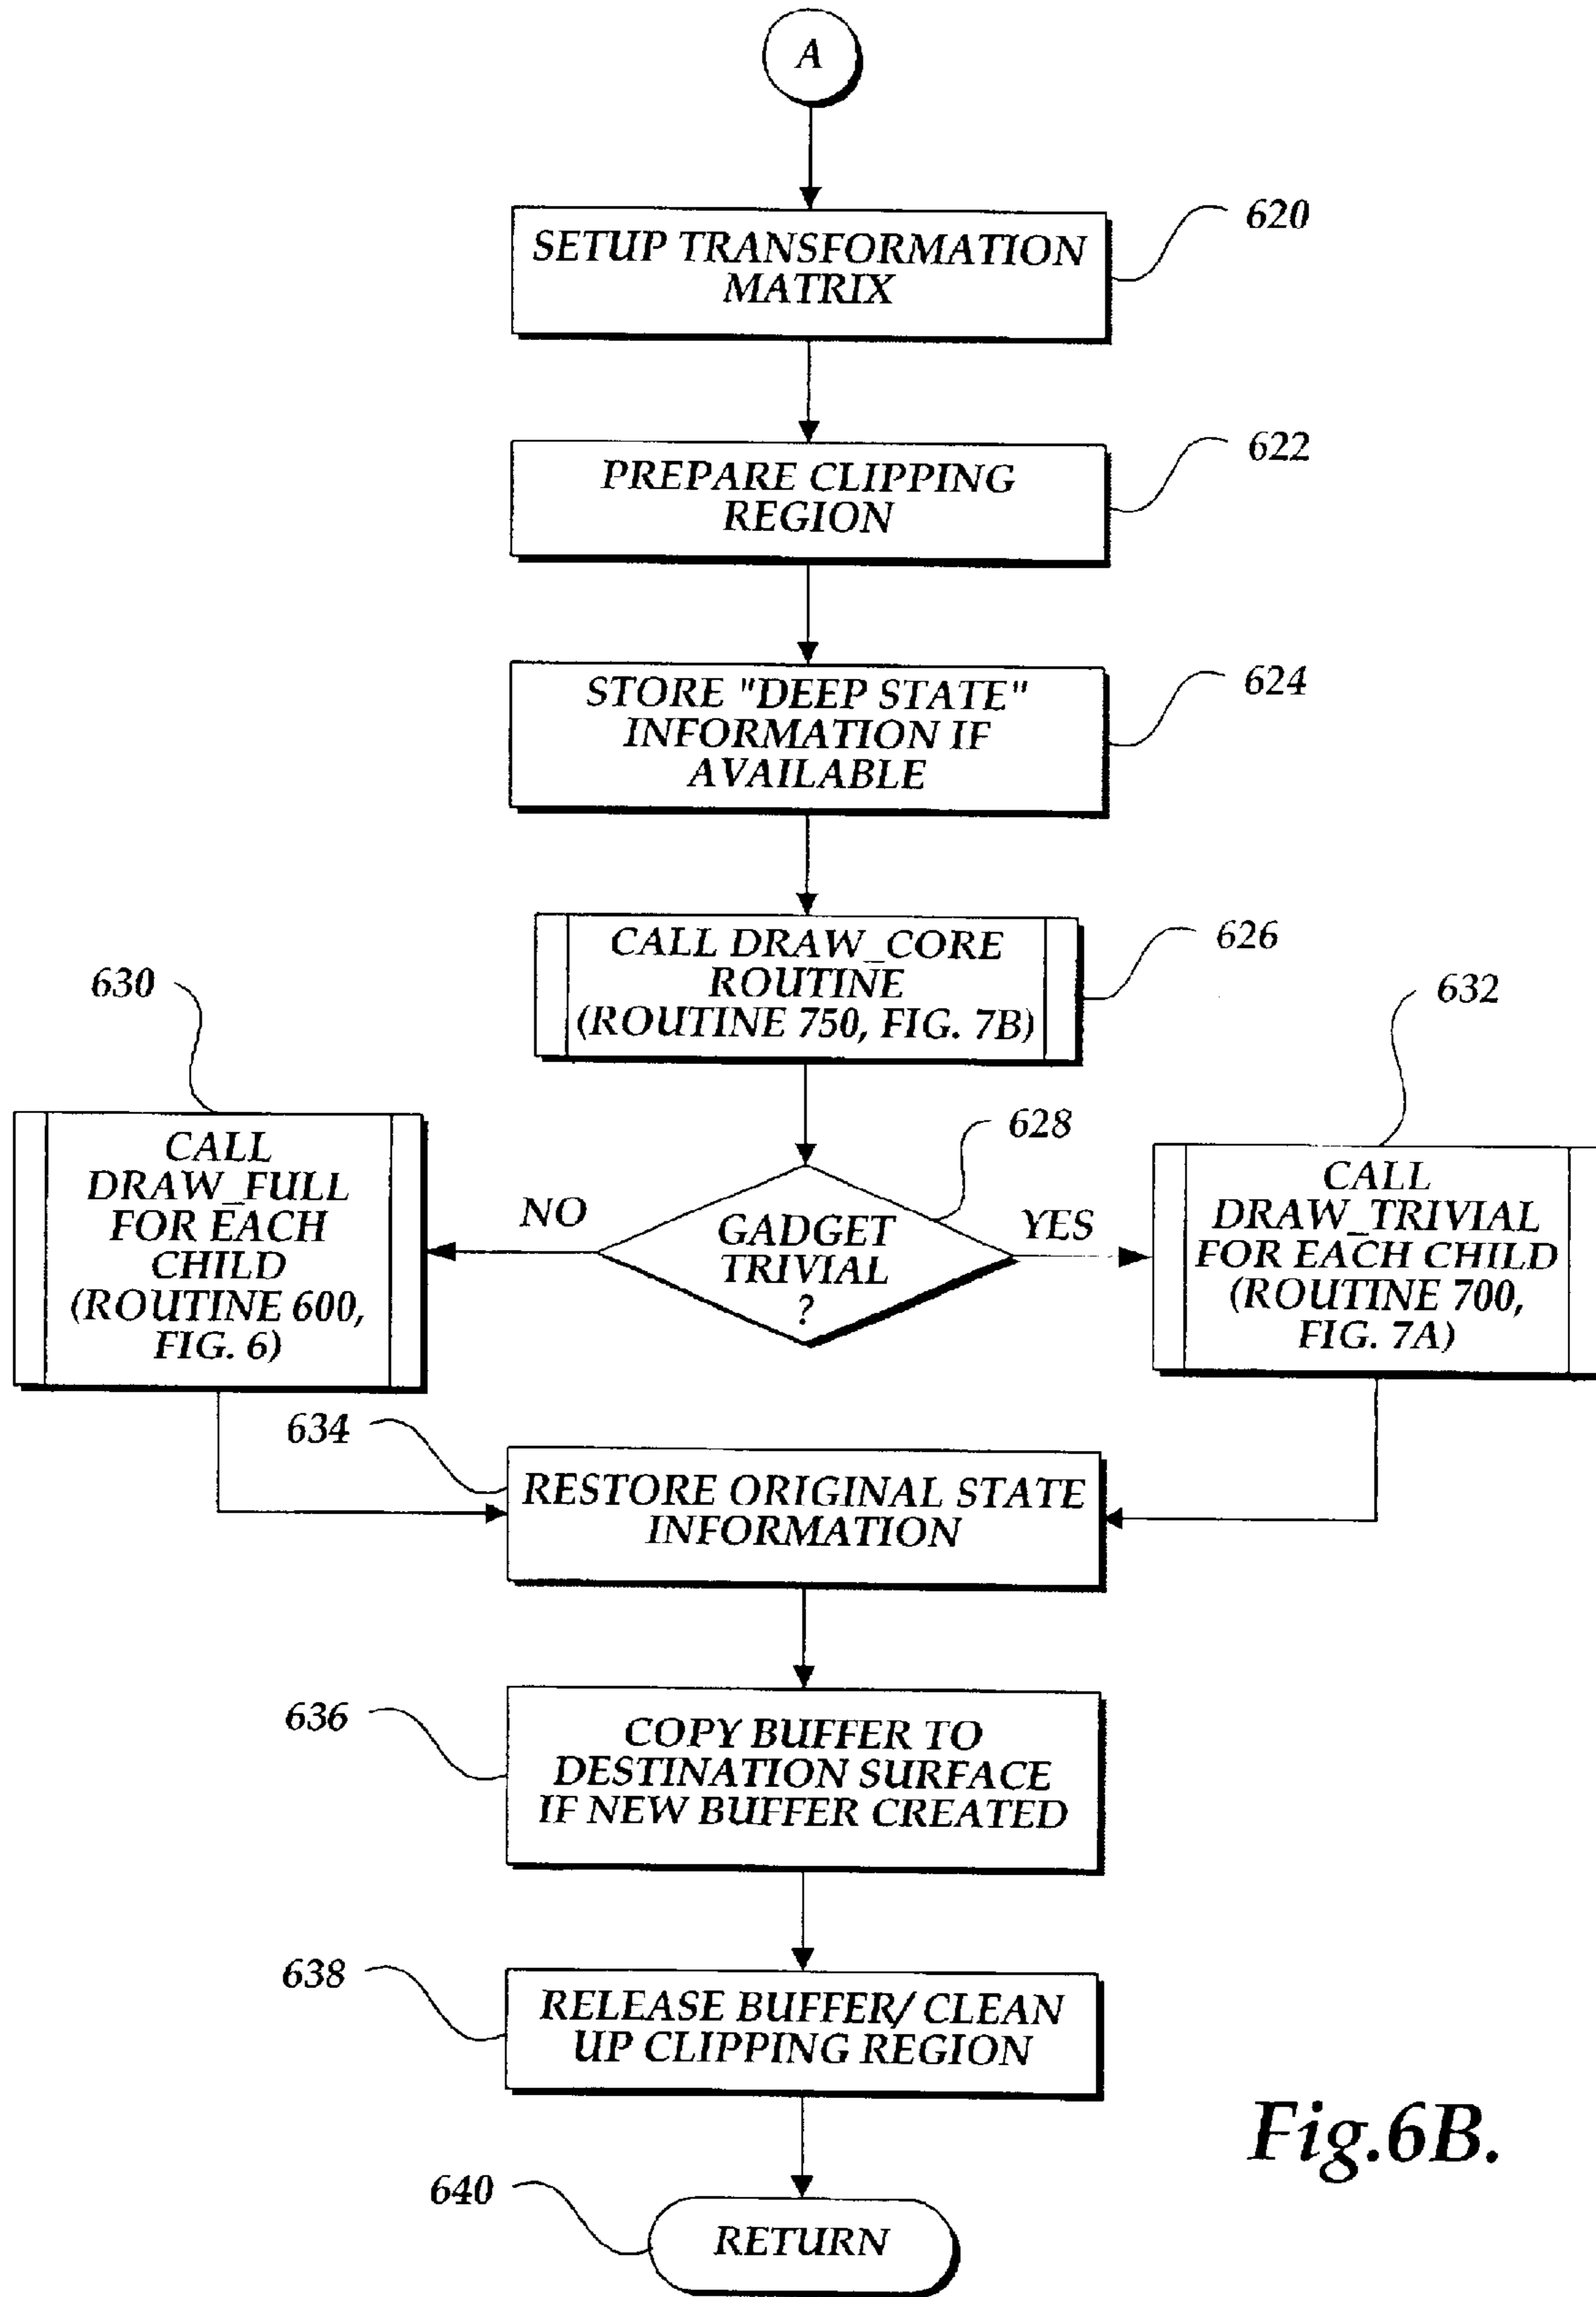 A
SETUP TRANSFORMATION
MATRIX
620
PREPARE CLIPPING
REGION
622
STORE "DEEP STATE"
INFORMATION IF
AVAILABLE
624
CALL DRAW_CORE
ROUTINE
(ROUTINE 750, FIG. 7B)
626
630
CALL
DRAW_FULL
FOR EACH
CHILD
(ROUTINE 600,
FIG. 6)
NO
GADGET
TRIVIAL
?
628
YES
632
CALL
DRAW_TRIVIAL
FOR EACH CHILD
(ROUTINE 700,
FIG. 7A)
634
RESTORE ORIGINAL STATE
INFORMATION
636
COPY BUFFER TO
DESTINATION SURFACE
IF NEW BUFFER CREATED
638
RELEASE BUFFER/ CLEAN
UP CLIPPING REGION
640
RETURN
Fig.6B.